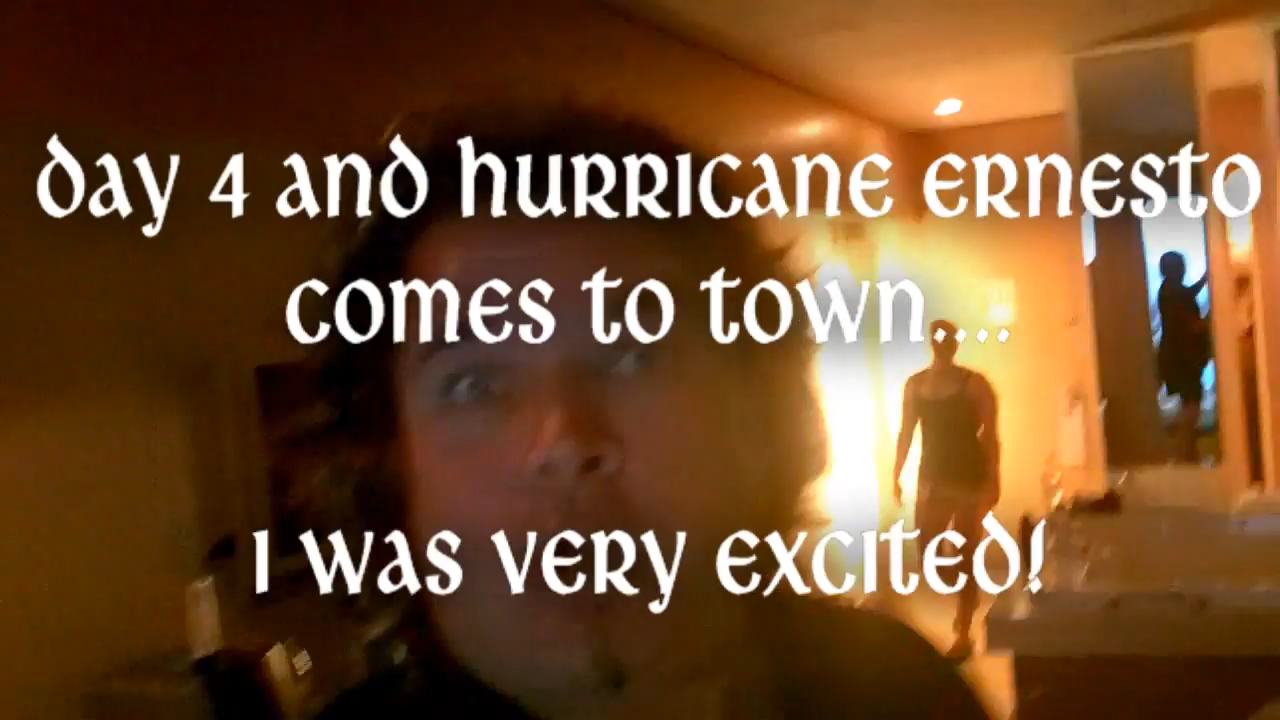 day 4 and hurricane ernesto
comes to town....
i was very excited!